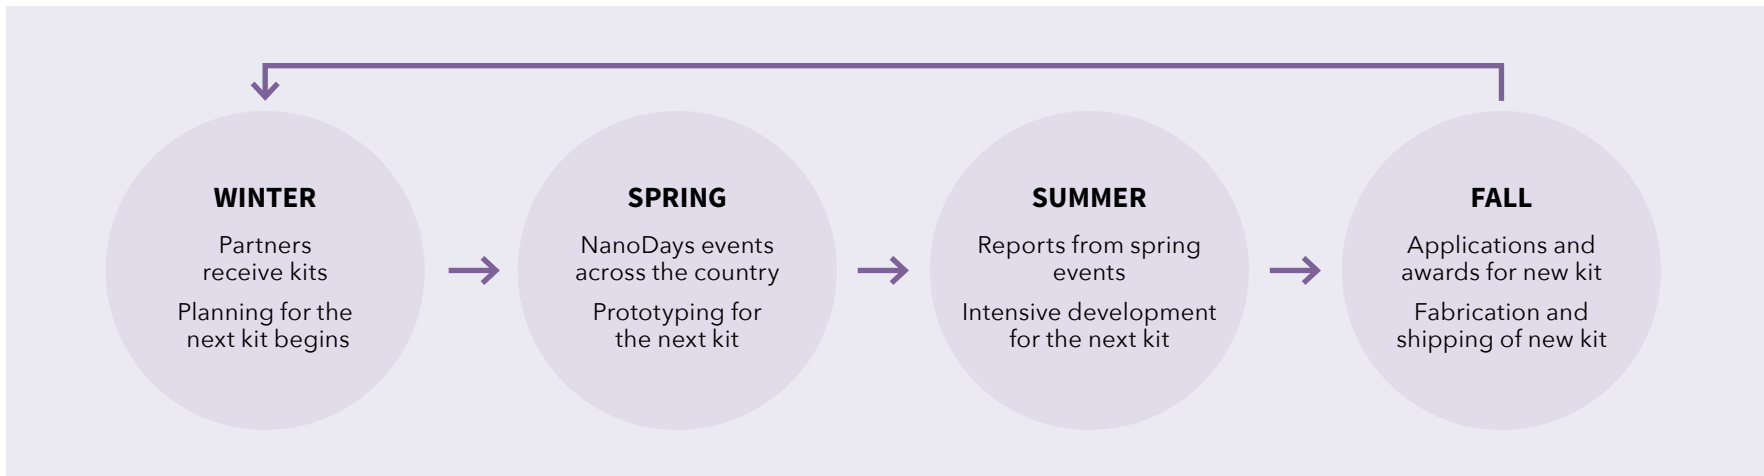 WINTER
Partners
receive kits
Planning for the
next kit begins
SPRING
NanoDays events
across the country
Prototyping for
the next kit
SUMMER
Reports from spring
events
Intensive development
for the next kit
FALL
Applications and
awards for new kit
Fabrication and
shipping of new kit